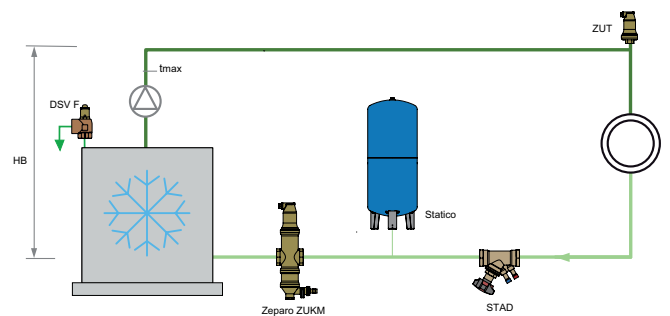 ZUT
tmax
DSV F
HB
Statico
Zeparo ZUKM
STAD